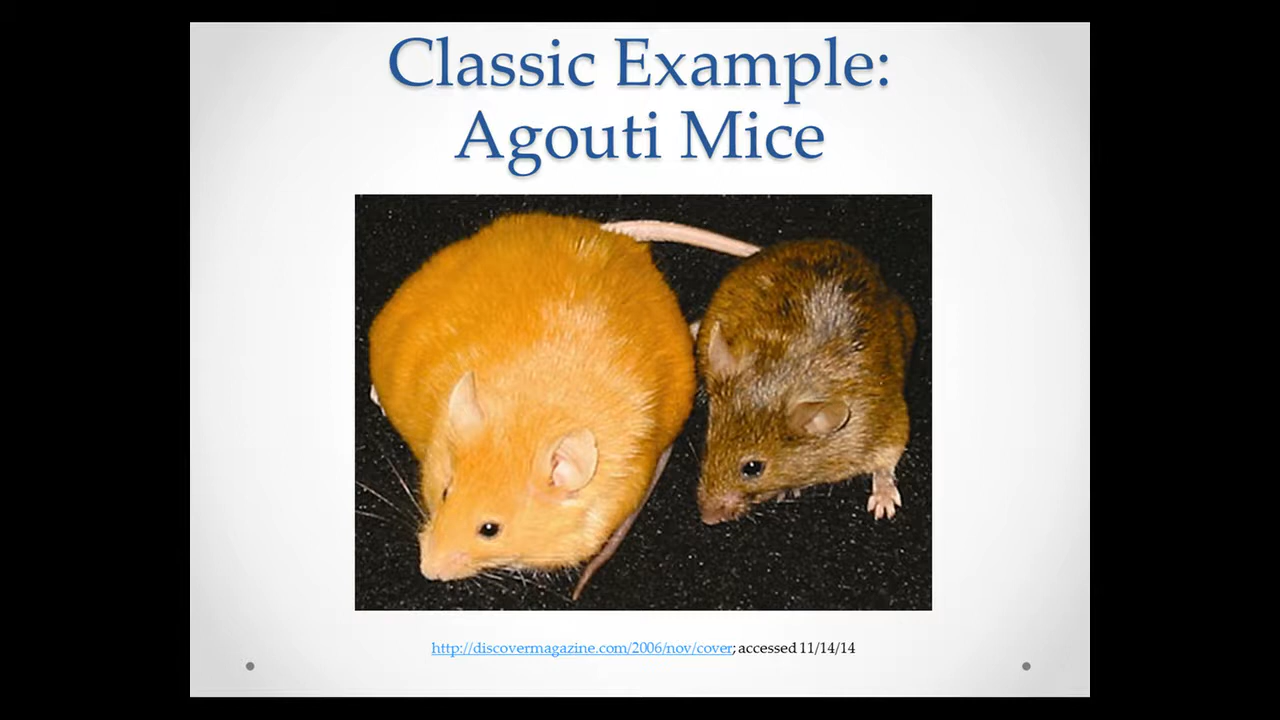 Classic Example:
Agouti Mice
http://discovermagazine.com/2006/nov/cover; accessed 11/14/14